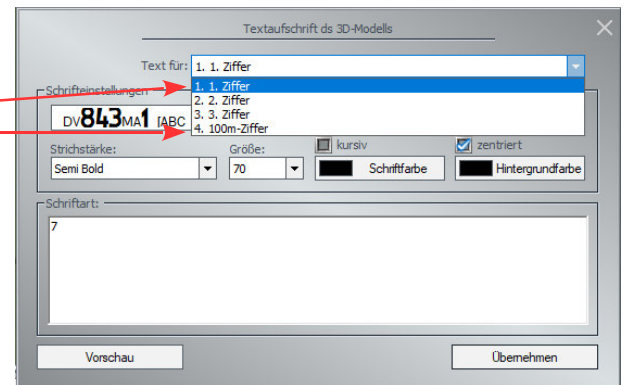 Textaufschrift ds 3D-Modells
Text für: 1. 1. Ziffer
1. 1. Ziffer
Schrifteinstellungen
2. 2. Ziffer
3. 3. Ziffer
4. 100m-Ziffer
DV843MA1 [ABC
kursiv
zentriert
Strichstärke:
Größe:
Semi Bold
70
Schriftfarbe
Hintergrundfarbe
Schriftart:
7
Vorschau
Übernehmen